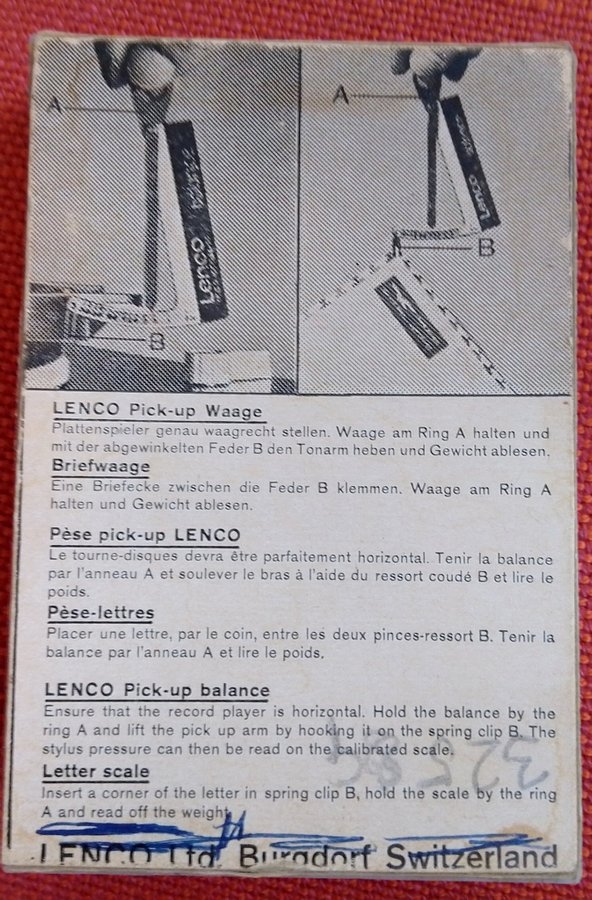 A
A
Lenco
Lenco
B
B
LENCO Pick-up Waage
Plattenspieler genau waagrecht stellen. Waage am Ring A halten und
mit der abgewinkelten Feder B den Tonarm heben und Gewicht ablesen.
Briefwaage
Eine Briefecke zwischen die Feder B klemmen. Waage am Ring A
halten und Gewicht ablesen.
Pèse pick-up LENCO
Le tourne-disques devra être parfaitement horizontal. Tenir la balance
par l'anneau A et soulever le bras à l'aide du ressort coudé B et lire le
poids.
Pèse-lettres
Placer une lettre, par le coin, entre les deux pinces-ressort B. Tenir la
balance par l'anneau A et lire le poids.
LENCO Pick-up balance
Ensure that the record player is horizontal. Hold the balance by the
ring A and lift the pick up arm by hooking it on the spring clip B. The
stylus pressure can then be read on the calibrated scale.
Letter scale
Insert a corner of the letter in spring clip B, hold the scale by the ring
A and read off the weight.
LENCO Ltd. Burgdorf Switzerland